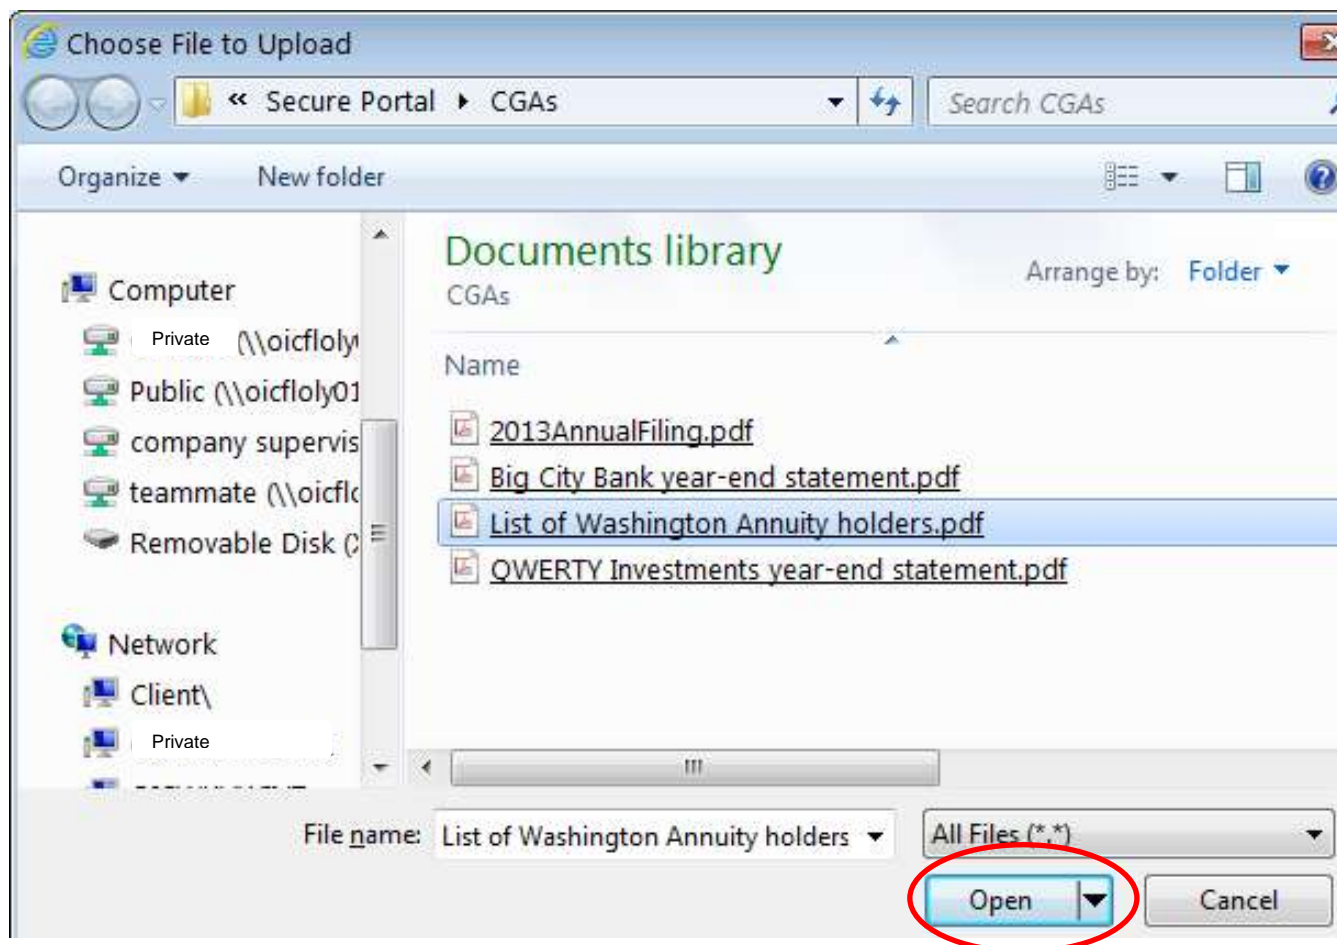 Choose File to Upload
« Secure Portal ▸ CGAs
Search CGAs
Organize
New folder
Documents library
CGAs
Arrange by: Folder
Computer
Private (\\oicfloly
Public (\\oicfloly01
company supervis
teammate (\\oicflo
Removable Disk (
Network
Client\
Private
Name
2013AnnualFiling.pdf
Big City Bank year-end statement.pdf
List of Washington Annuity holders.pdf
QWERTY Investments year-end statement.pdf
File name: List of Washington Annuity holders
All Files (*,*)
Open
Cancel